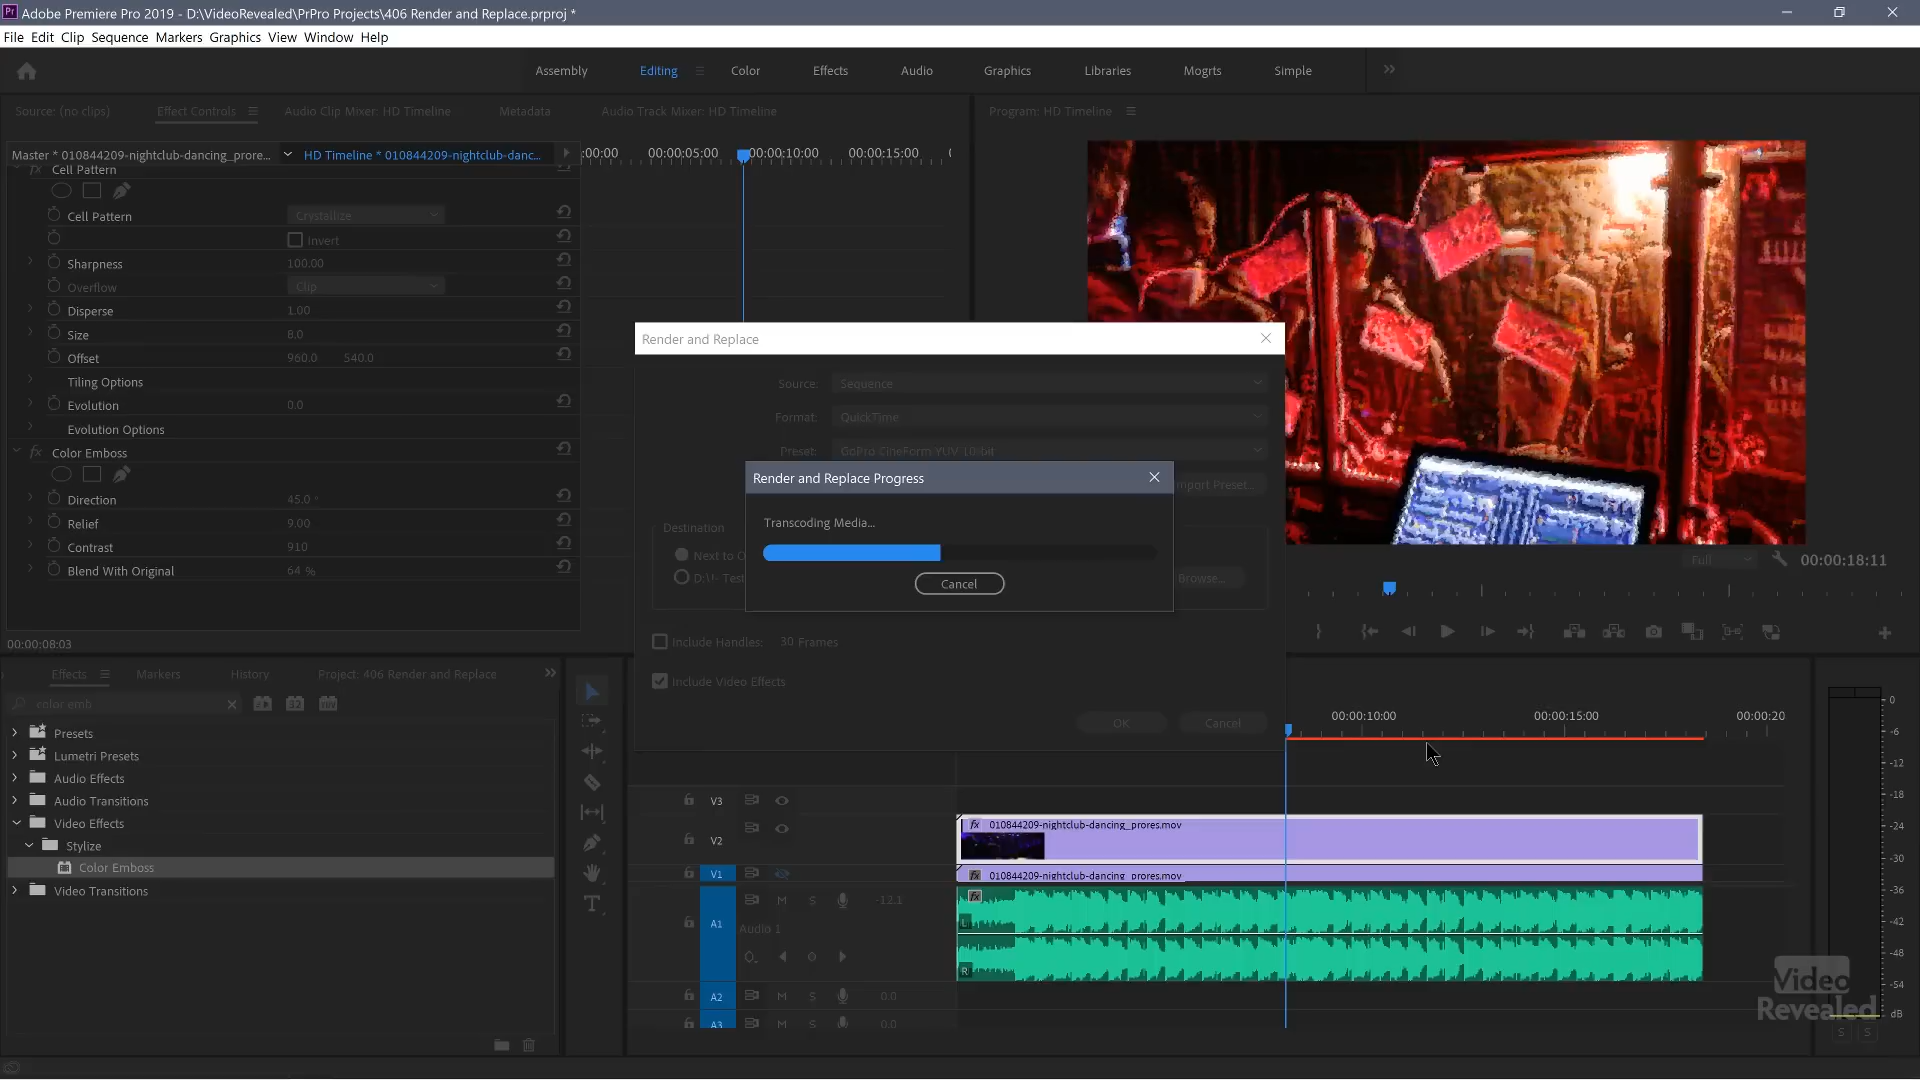 Pr Adobe Premiere Pro 2019 - D:\VideoRevealed\PrPro Projects\406 Render and Replace.prproj *
File Edit Clip Sequence Markers Graphics View Window Help
Assembly Editing Color Effects Audio Graphics Libraries Mogrts Simple
Source: (no clips) Effect Controls Audio Clip Mixer: HD Timeline Metadata Audio Track Mixer: HD Timeline Program: HD Timeline
Master * 010844209-nightclub-dancing_prore... HD Timeline * 010844209-nightclub-danc... :00:00 00:00:05:00 00:00:10:00 00:00:15:00
fx Cell Pattern
Cell Pattern Crystallize
Invert
Sharpness 100.00
Overflow Clip
Disperse 1.00
Size 8.0
Offset 960.0 540.0
Tiling Options
Evolution 0.0
Evolution Options
fx Color Emboss
Direction 45.0 °
Relief 9.00
Contrast 910
Blend With Original 64 %
00:00:08:03
Render and Replace
Source: Sequence
Format: QuickTime
Preset: GoPro CineForm YUV 10-bit
Import Preset...
Destination
Next to O
D:\!- Test
Browse...
Render and Replace Progress
Transcoding Media...
Cancel
Include Handles: 30 Frames
Include Video Effects
OK Cancel
Full 00:00:18:11
Effects Markers History Project: 406 Render and Replace
color emb
32 YUV
Presets
Lumetri Presets
Audio Effects
Audio Transitions
Video Effects
Stylize
Color Emboss
Video Transitions
00:00:10:00 00:00:15:00 00:00:20
V3
V2 fx 010844209-nightclub-dancing_prores.mov
V1 fx 010844209-nightclub-dancing_prores.mov
A1 M S -12.1 fx
Audio 1
L
R
A2 M S 0.0
A3 M S 0.0
0
-6
-12
-18
-24
-30
-36
-42
-48
-54
dB
S S
Video
Revealed